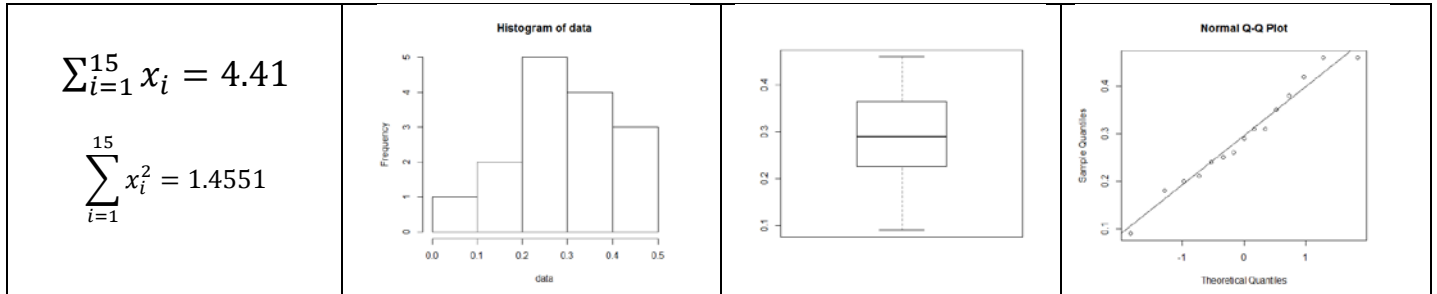 ∑_{i=1}^{15} x_i = 4.41
∑_{i=1}^{15} x_i^2 = 1.4551
Histogram of data
Frequency
5
4
3
2
1
0
0.0 0.1 0.2 0.3 0.4 0.5
data
0.4
0.3
0.2
0.1
Normal Q-Q Plot
Sample Quantiles
0.4
0.3
0.2
0.1
-1 0 1
Theoretical Quantiles